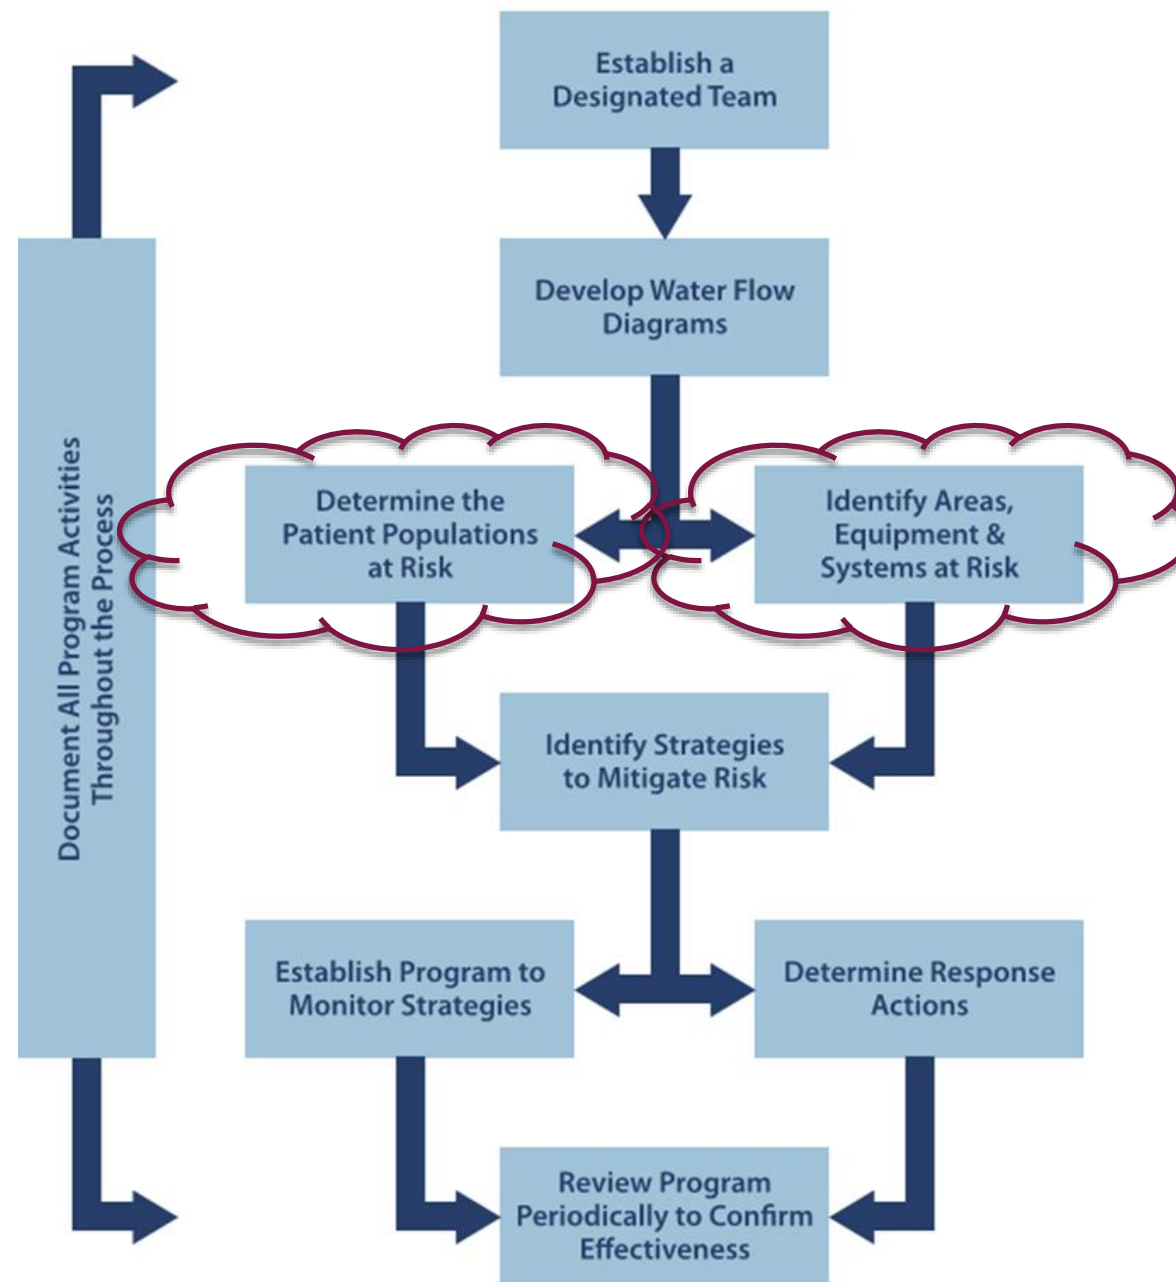 Establish a
Designated Team
Develop Water Flow
Diagrams
Document All Program Activities
Throughout the Process
Determine the
Patient Populations
at Risk
Identify Areas,
Equipment &
Systems at Risk
Identify Strategies
to Mitigate Risk
Establish Program to
Monitor Strategies
Determine Response
Actions
Review Program
Periodically to Confirm
Effectiveness